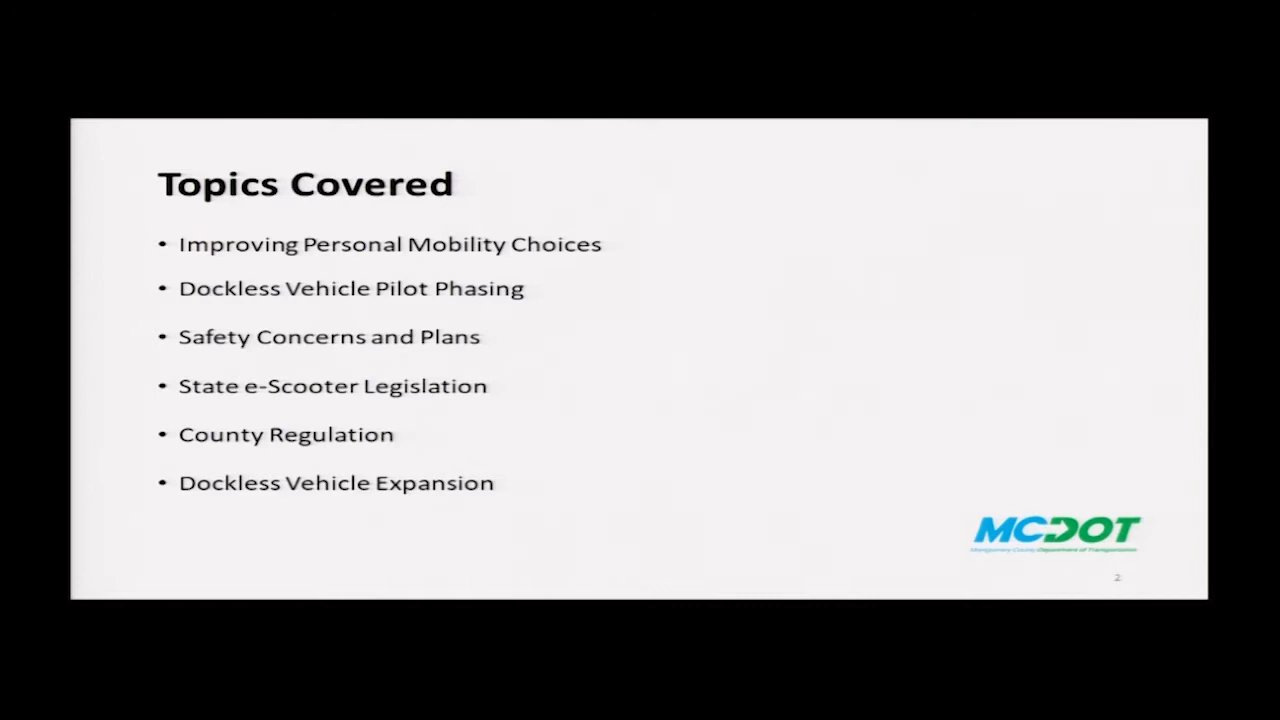 Topics Covered
• Improving Personal Mobility Choices
• Dockless Vehicle Pilot Phasing
• Safety Concerns and Plans
• State e-Scooter Legislation
• County Regulation
• Dockless Vehicle Expansion
MCDOT
Montgomery County Department of Transportation
2